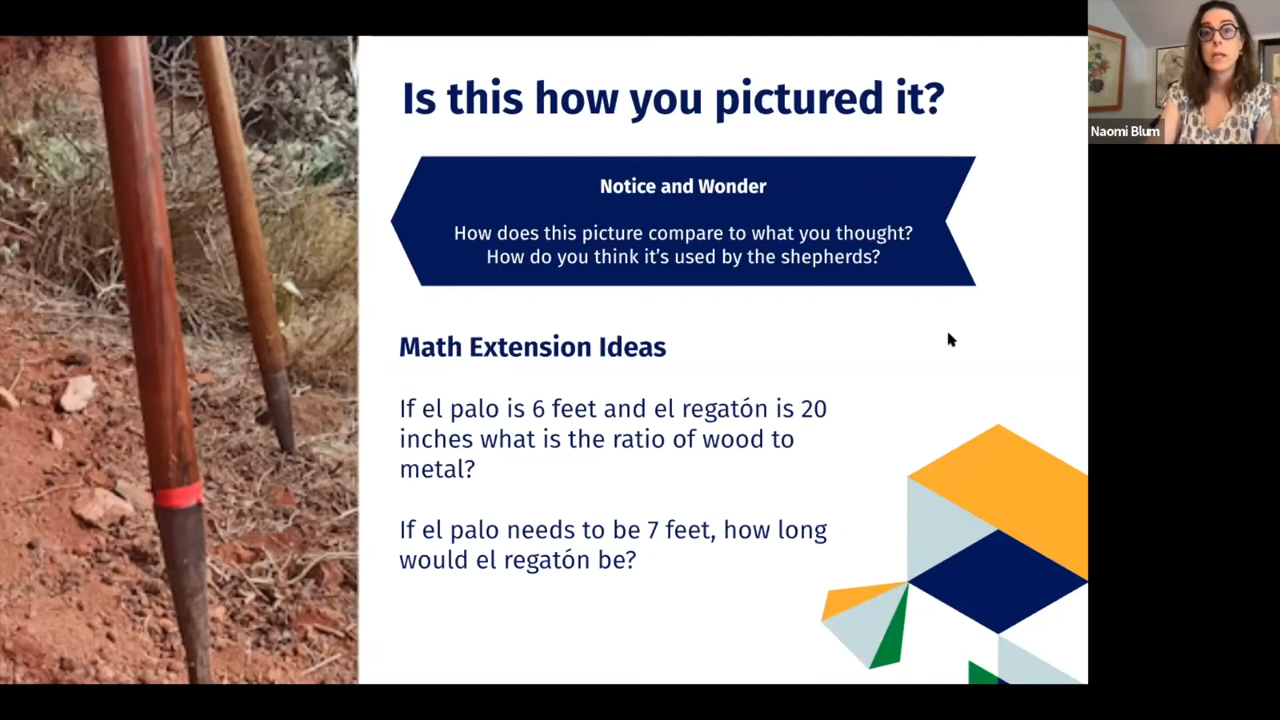 Is this how you pictured it?
Notice and Wonder
How does this picture compare to what you thought?
How do you think it's used by the shepherds?
Math Extension Ideas
If el palo is 6 feet and el regatón is 20
inches what is the ratio of wood to
metal?
If el palo needs to be 7 feet, how long
would el regatón be?
Naomi Blum